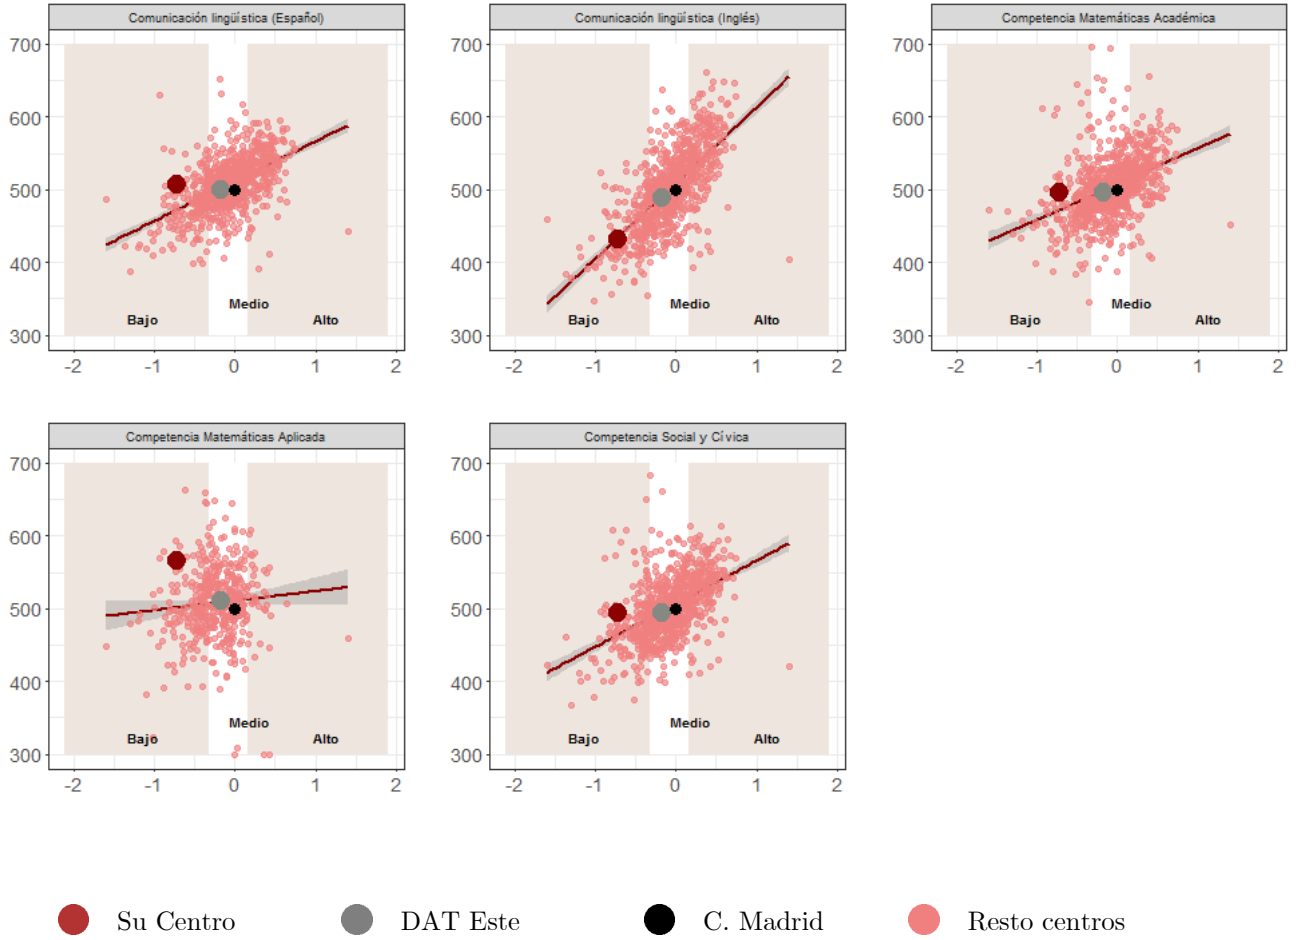 Comunicación lingüística (Español)
700
600
500
400
300
Medio
Bajo
Alto
-2 -1 0 1 2
Comunicación lingüística (Inglés)
700
600
500
400
300
Medio
Bajo
Alto
-2 -1 0 1 2
Competencia Matemáticas Académica
700
600
500
400
300
Medio
Bajo
Alto
-2 -1 0 1 2
Competencia Matemáticas Aplicada
700
600
500
400
300
Medio
Bajo
Alto
-2 -1 0 1 2
Competencia Social y Cívica
700
600
500
400
300
Medio
Bajo
Alto
-2 -1 0 1 2
Su Centro DAT Este C. Madrid Resto centros